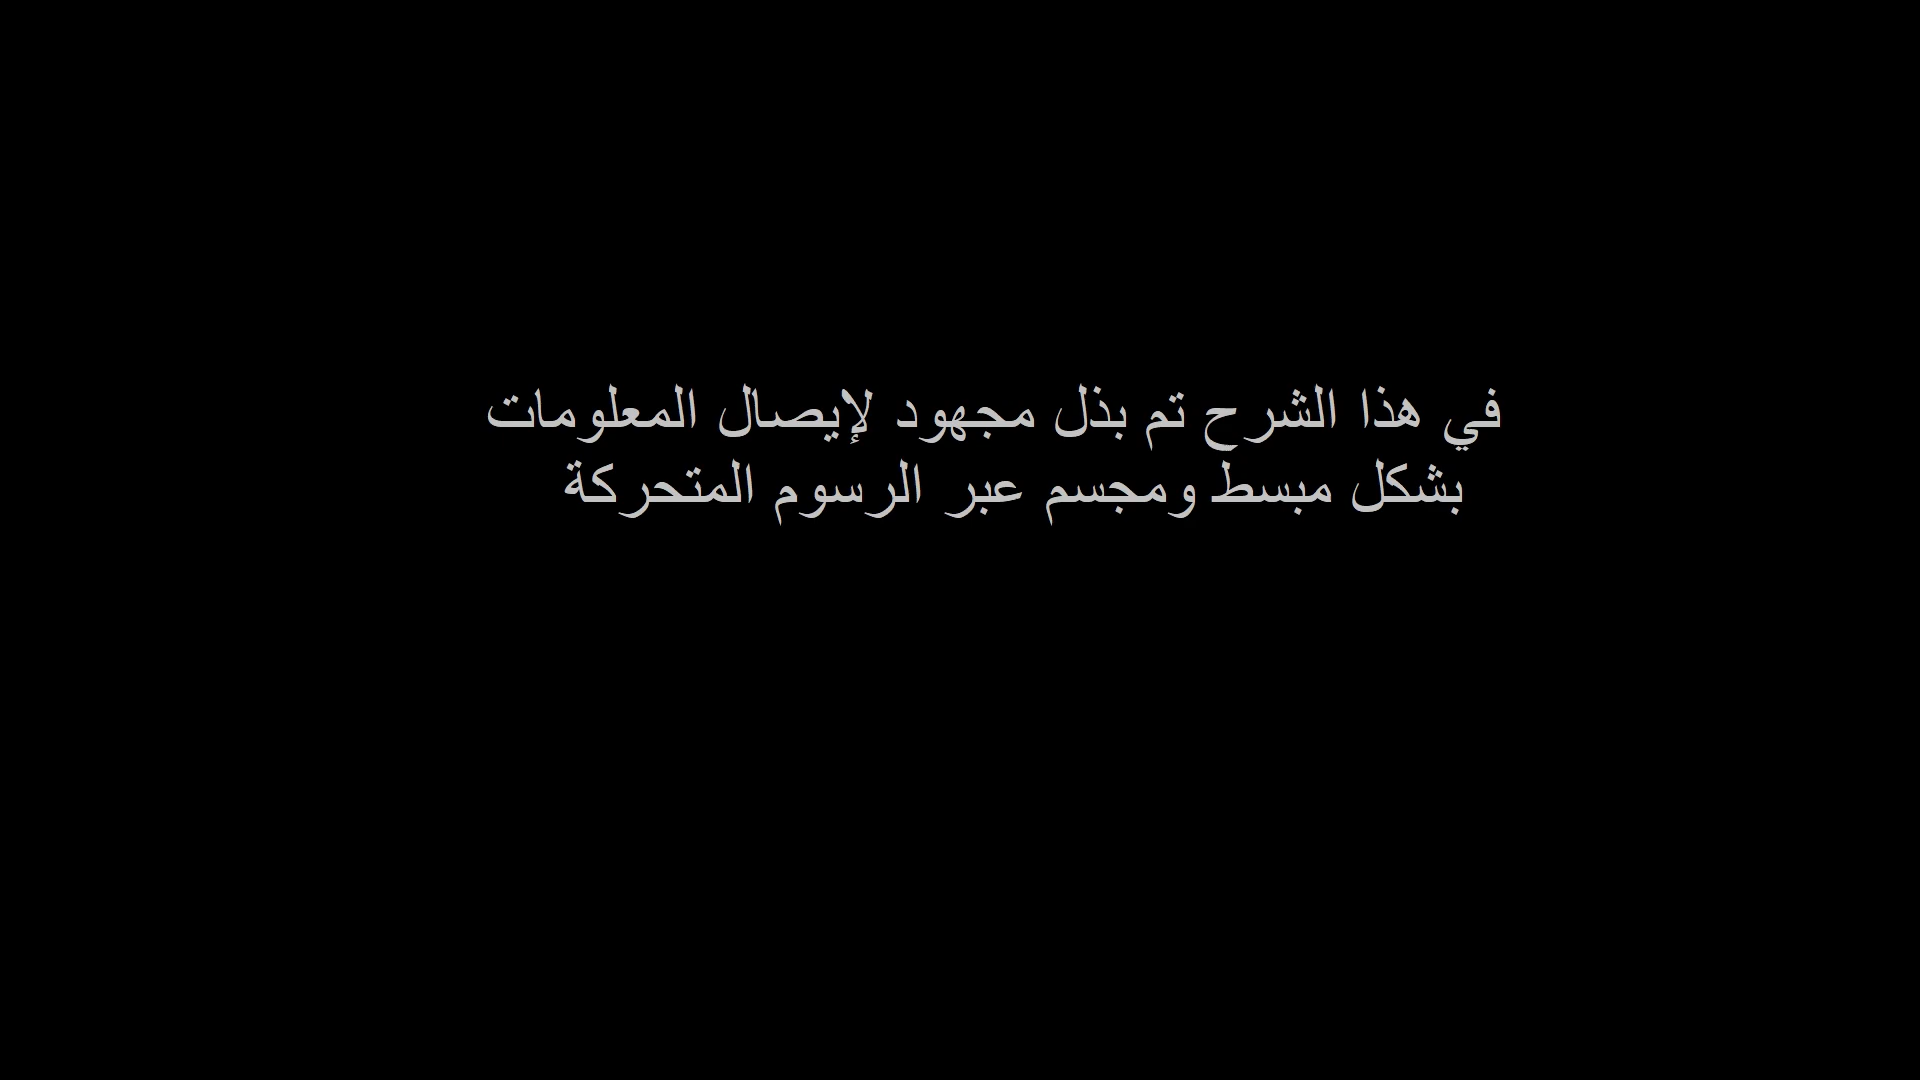 في هذا الشرح تم بذل مجهود لإيصال المعلومات
بشكل مبسط ومجسم عبر الرسوم المتحركة